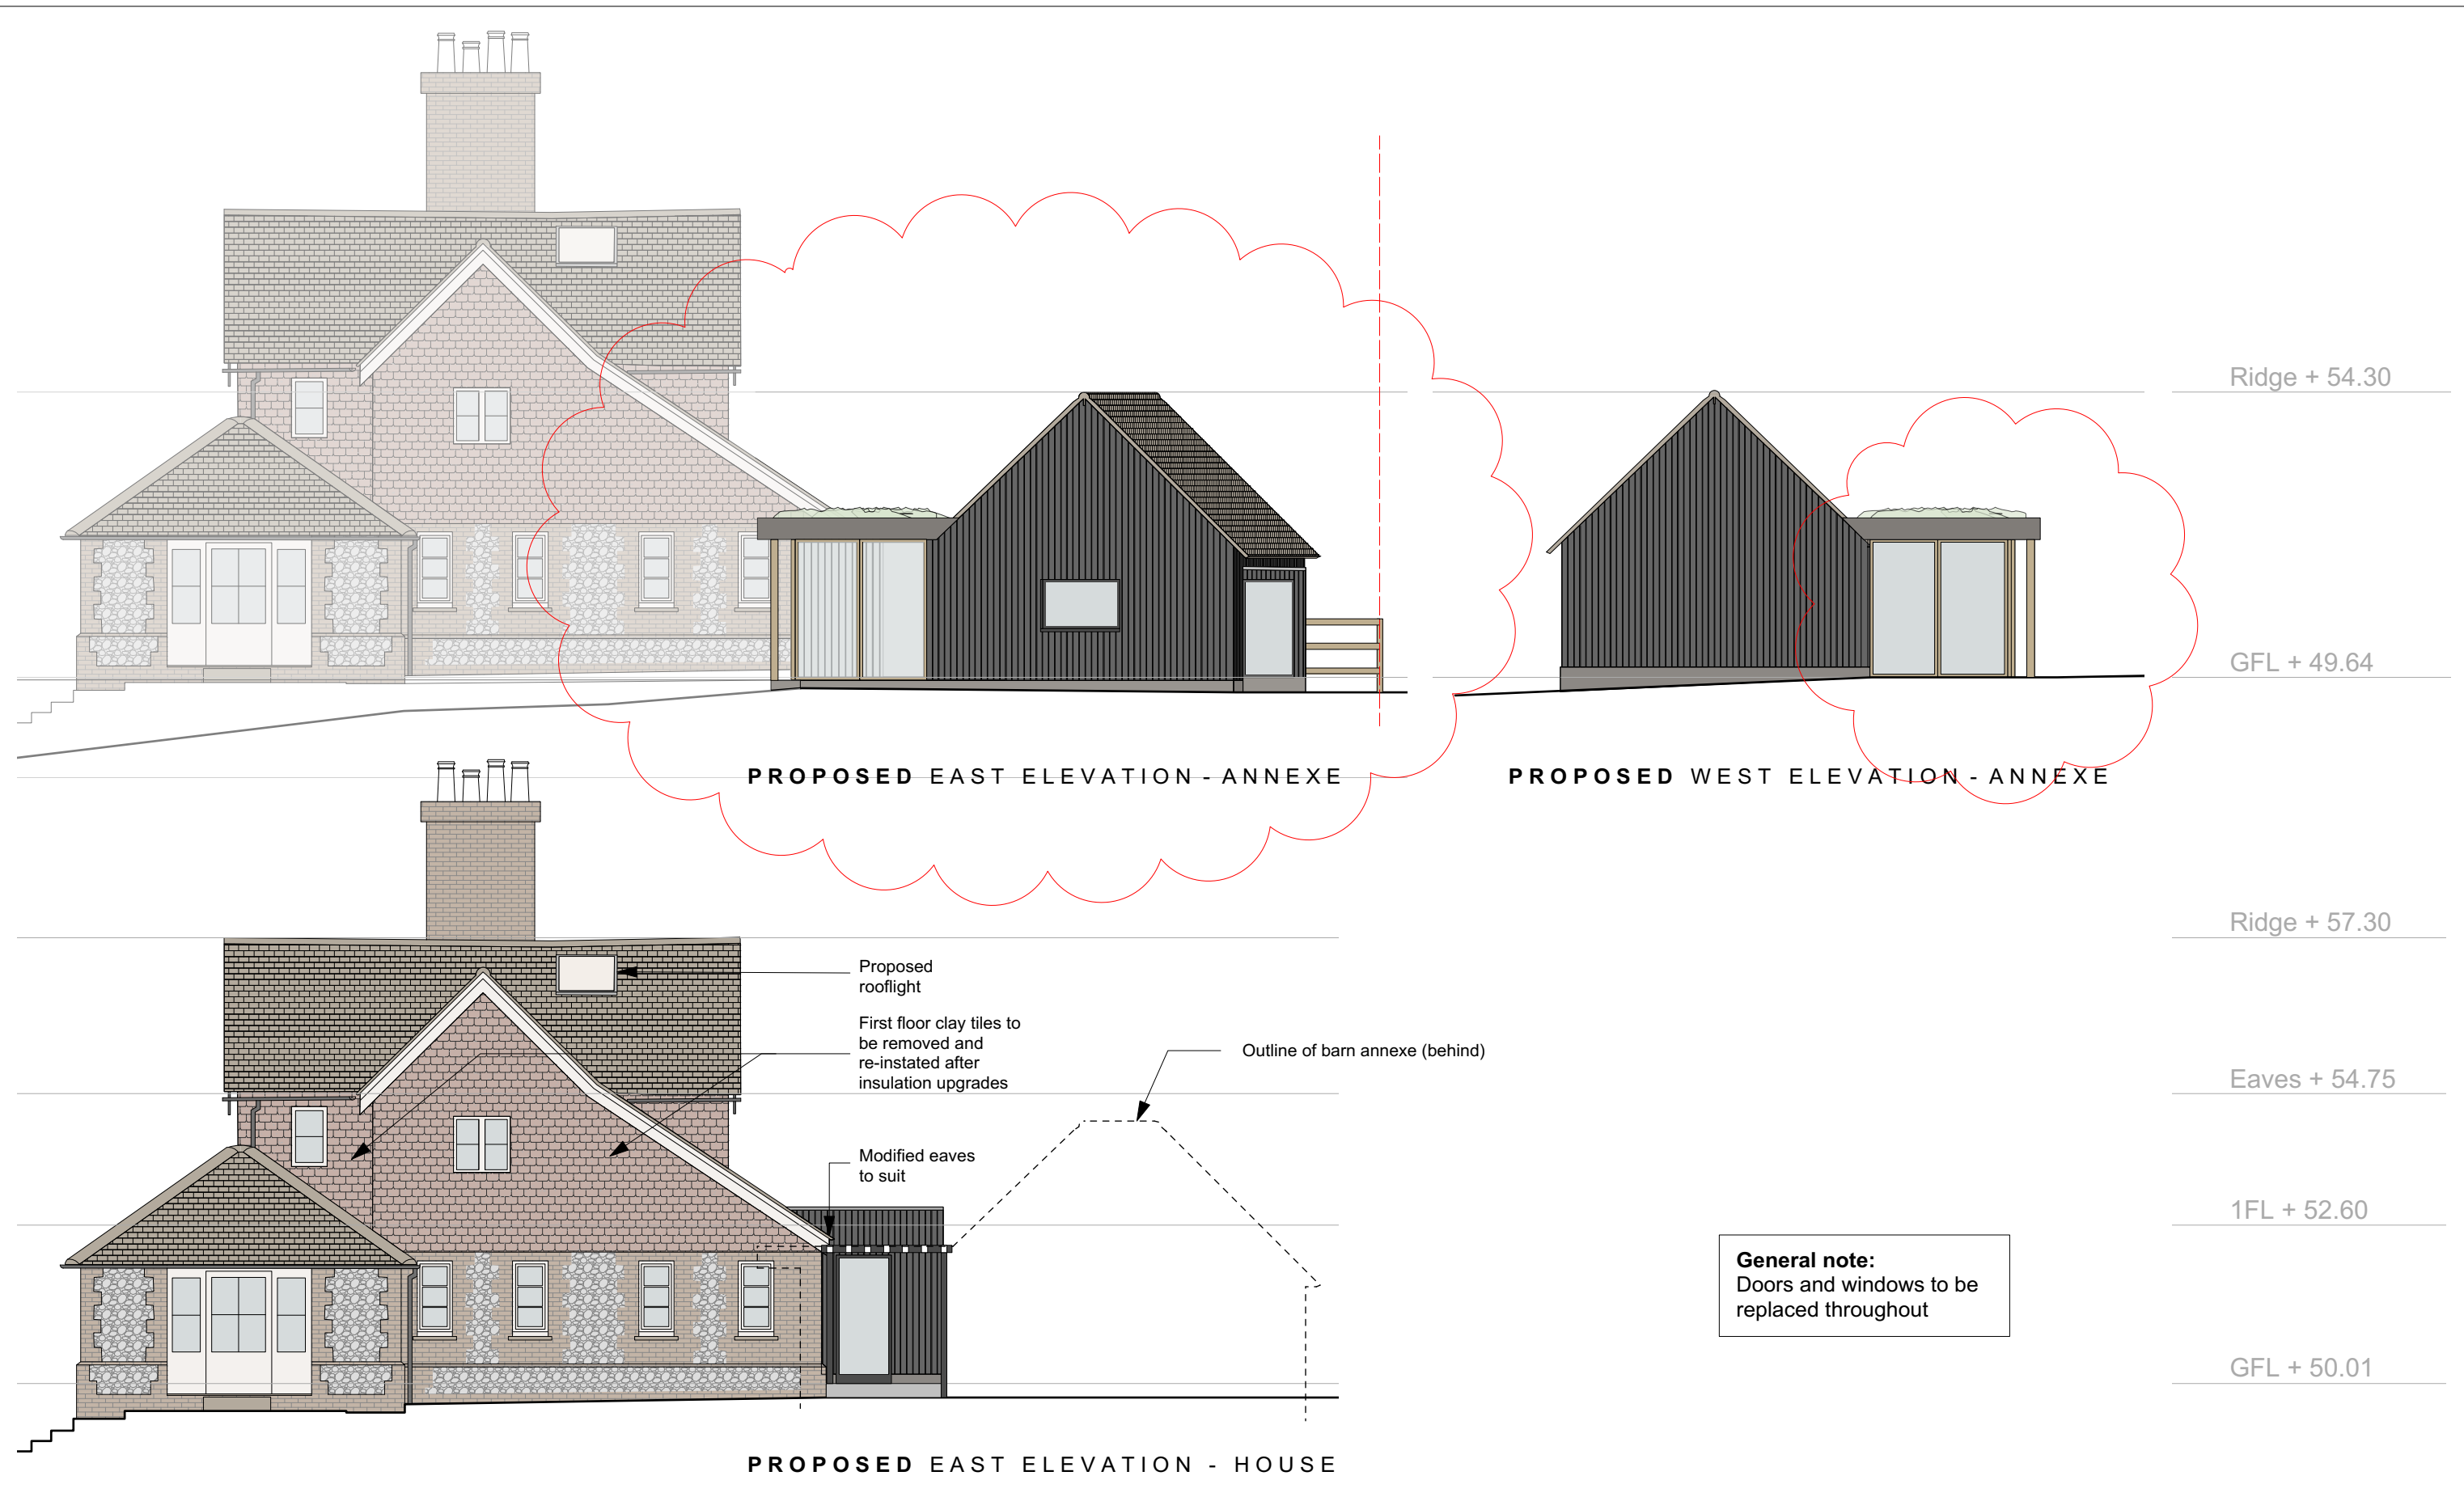 Ridge + 54.30
GFL + 49.64
PROPOSED EAST ELEVATION - ANNEXE
PROPOSED WEST ELEVATION - ANNEXE
Ridge + 57.30
Proposed
rooflight
First floor clay tiles to
be removed and
re-instated after
insulation upgrades
Outline of barn annexe (behind)
Eaves + 54.75
Modified eaves
to suit
1FL + 52.60
General note:
Doors and windows to be
replaced throughout
GFL + 50.01
PROPOSED EAST ELEVATION - HOUSE